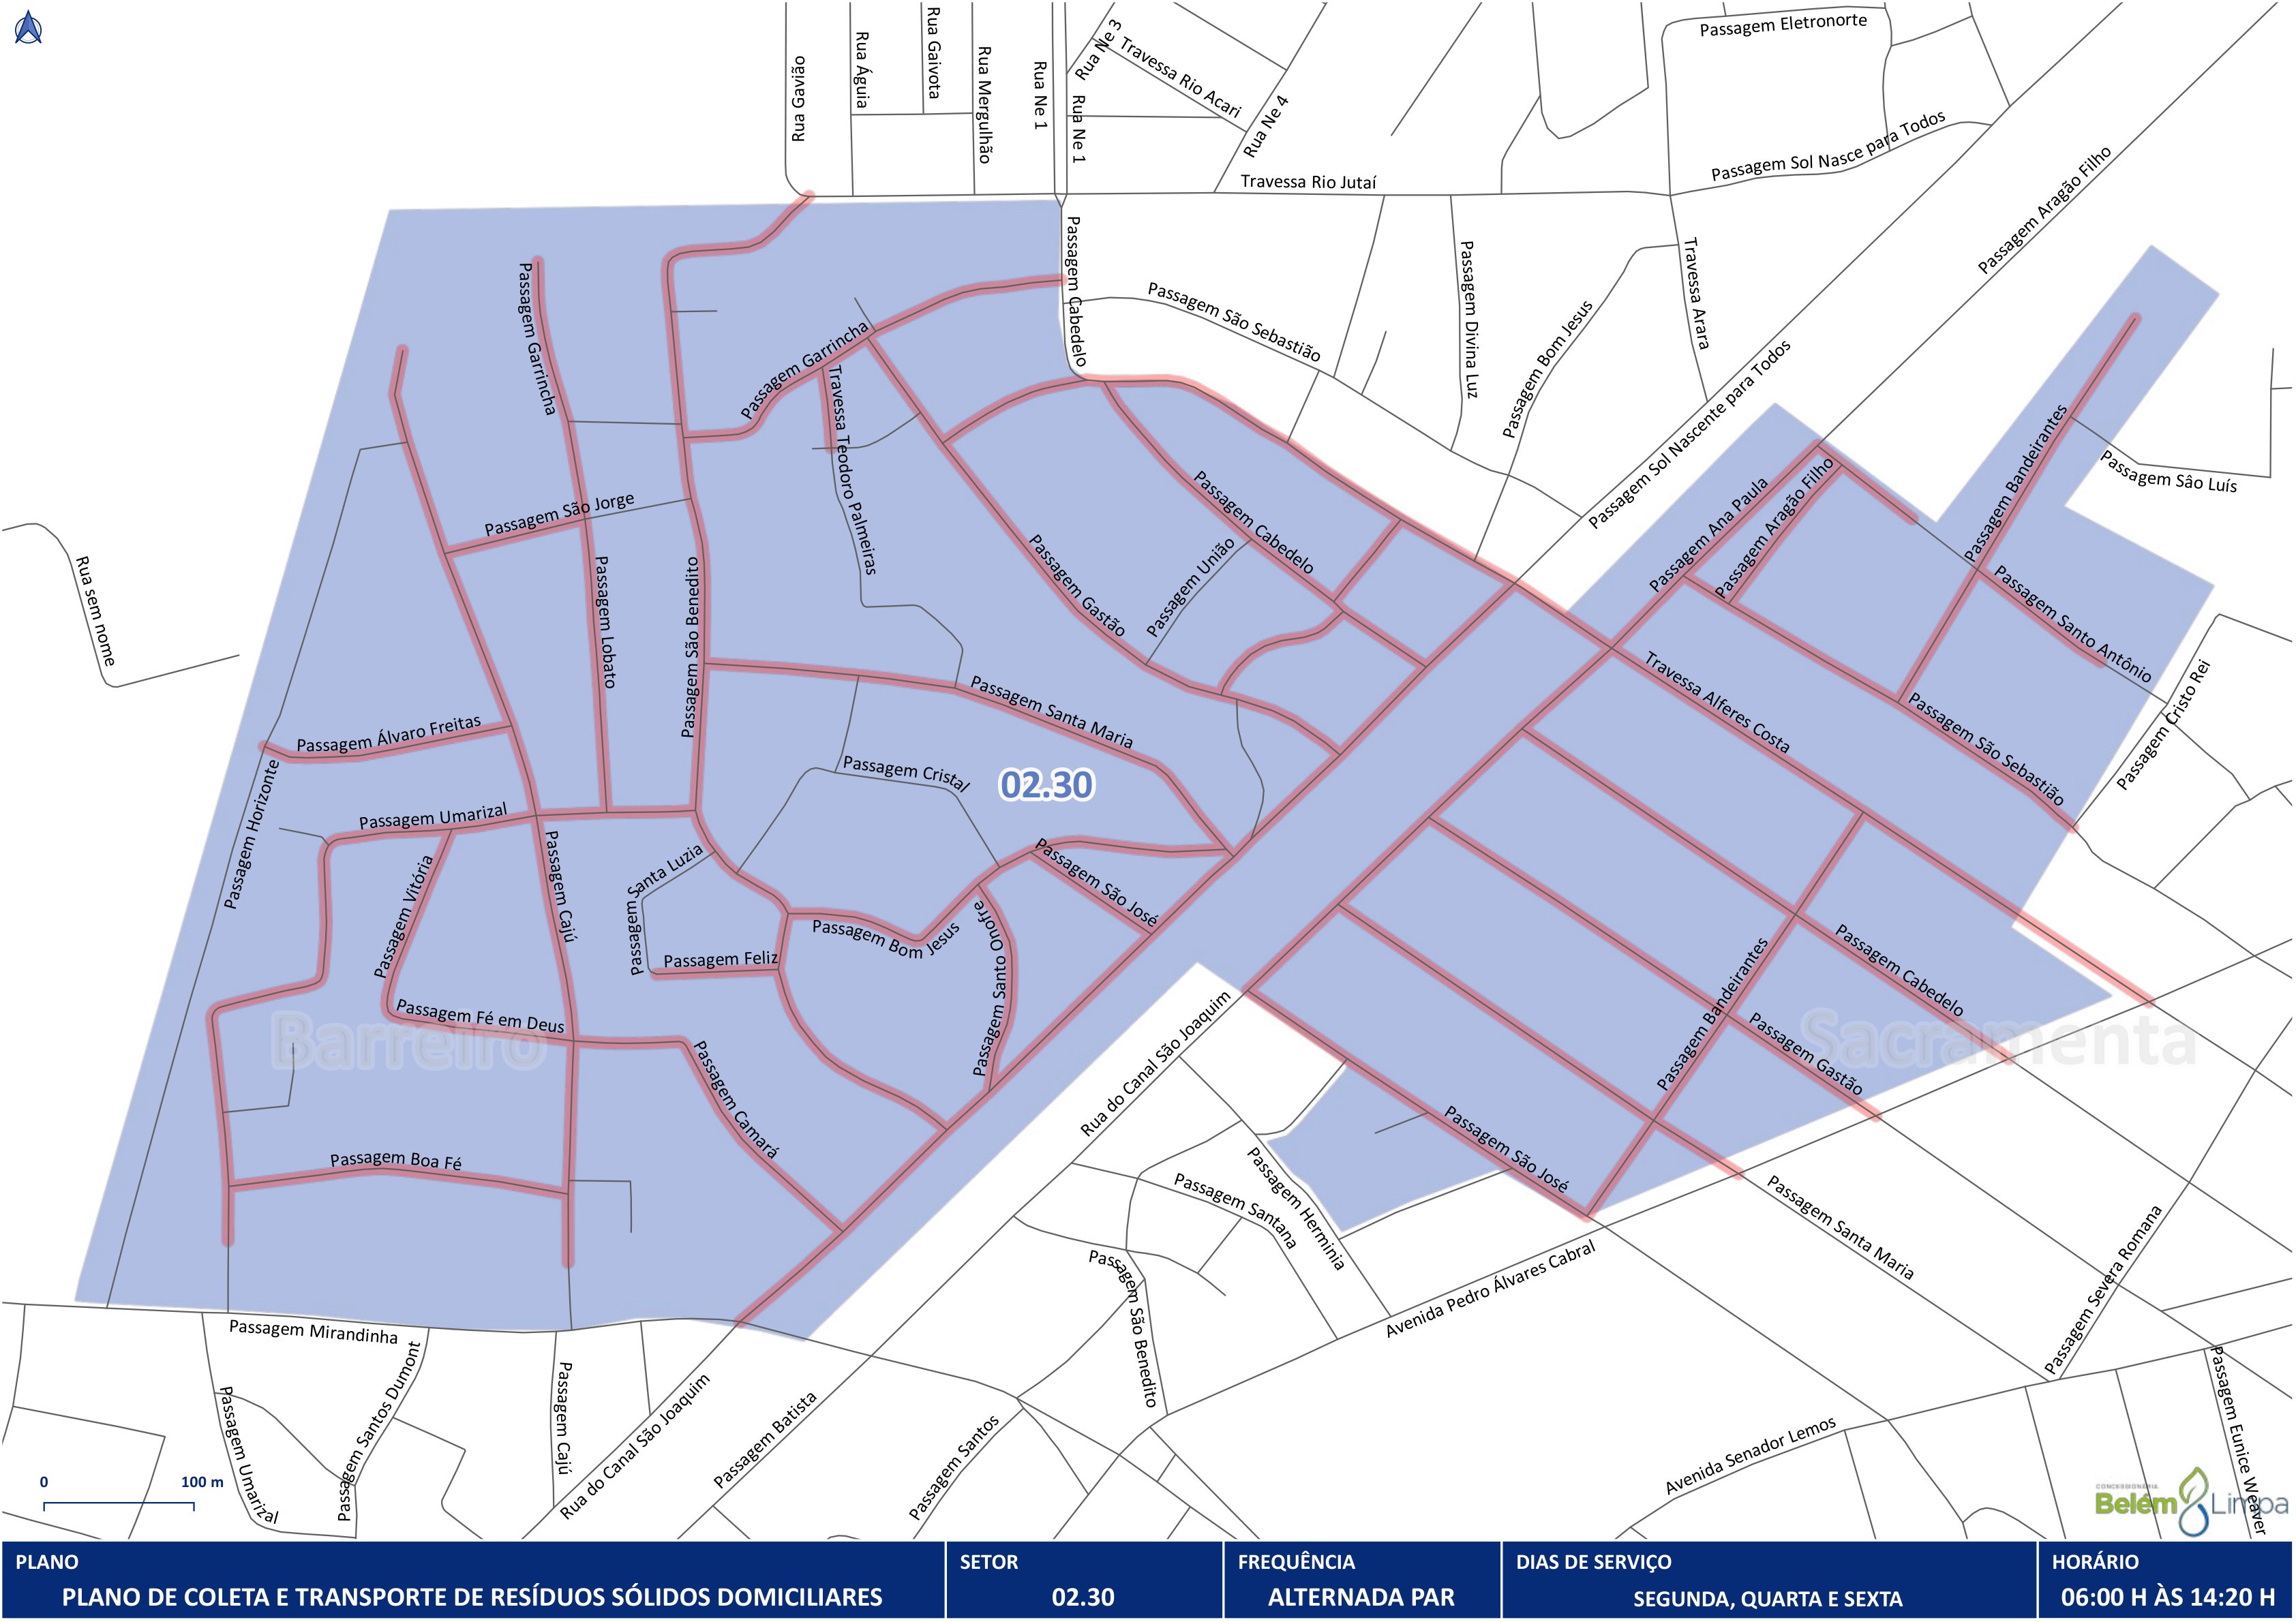 Rua Gavião
Rua Águia
Rua Gaivota
Rua Mergulhão
Rua Ne 1
Rua Ne 1
Rua Ne 3
Travessa Rio Acari
Rua Ne 4
Passagem Eletronorte
Passagem Sol Nasce para Todos
Travessa Rio Jutaí
Passagem Aragão Filho
Passagem Cabedelo
Passagem São Sebastião
Passagem Divina Luz
Passagem Bom Jesus
Travessa Arara
Passagem Sol Nascente para Todos
Passagem Garrincha
Passagem Garrincha
Travessa Teodoro Palmeiras
Passagem São Jorge
Passagem Lobato
Passagem São Benedito
Passagem Gastão
Passagem Cabedelo
Passagem União
Passagem Ana Paula
Passagem Aragão Filho
Passagem Bandeirantes
Passagem São Luís
Passagem Santo Antônio
Passagem Cristo Rei
Passagem São Sebastião
Travessa Alferes Costa
Rua sem nome
Passagem Álvaro Freitas
Passagem Horizonte
Passagem Umarizal
Passagem Vitória
Passagem Cajú
Passagem Santa Luzia
Passagem Feliz
Passagem Santa Maria
Passagem Cristal
02.30
Passagem São José
Passagem Bom Jesus
Passagem Santo Onofre
Passagem Fé em Deus
Barreiro
Passagem Camará
Passagem Boa Fé
Passagem Bandeirantes
Passagem Cabedelo
Passagem Gastão
Sacramenta
Rua do Canal São Joaquim
Passagem São José
Passagem Herminia
Passagem Santana
Passagem São Benedito
Avenida Pedro Álvares Cabral
Passagem Santa Maria
Passagem Severa Romana
Passagem Mirandinha
Passagem Umarizal
Passagem Santos Dumont
Passagem Cajú
Rua do Canal São Joaquim
Passagem Batista
Passagem Santos
Avenida Senador Lemos
Passagem Eunice Weaver
0 100 m
CONCESSIONÁRIA
Belém Limpa
PLANO
PLANO DE COLETA E TRANSPORTE DE RESÍDUOS SÓLIDOS DOMICILIARES
SETOR
02.30
FREQUÊNCIA
ALTERNADA PAR
DIAS DE SERVIÇO
SEGUNDA, QUARTA E SEXTA
HORÁRIO
06:00 H ÀS 14:20 H